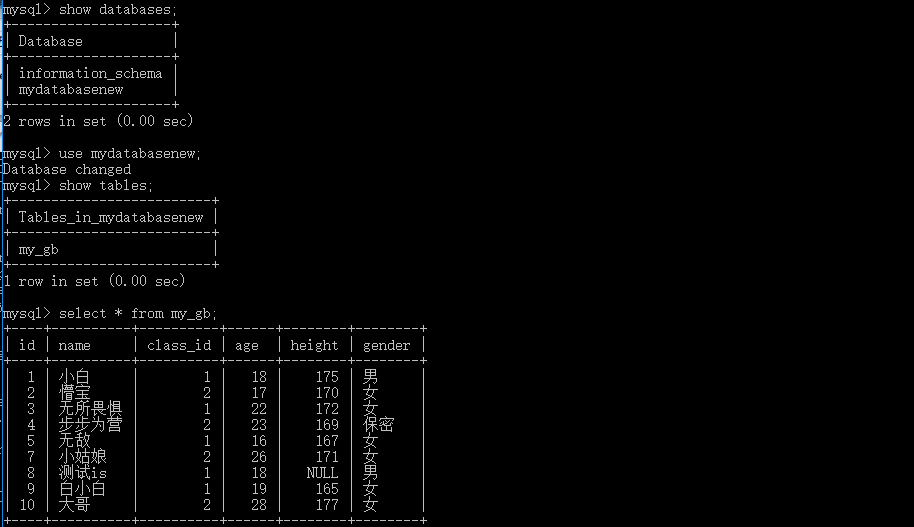 mysql> show databases;
+--------------------+
| Database           |
+--------------------+
| information_schema |
| mydatabasenew      |
+--------------------+
2 rows in set (0.00 sec)
mysql> use mydatabasenew;
Database changed
mysql> show tables;
+-------------------------+
| Tables_in_mydatabasenew |
+-------------------------+
| my_gb                   |
+-------------------------+
1 row in set (0.00 sec)
mysql> select * from my_gb;
+----+----------+----------+------+--------+--------+
| id | name     | class_id | age  | height | gender |
+----+----------+----------+------+--------+--------+
|  1 | 小白     |        1 |   18 |    175 | 男     |
|  2 | 懵宝     |        2 |   17 |    170 | 女     |
|  3 | 无所畏惧 |        1 |   22 |    172 | 女     |
|  4 | 步步为营 |        2 |   23 |    169 | 保密   |
|  5 | 无敌     |        1 |   16 |    167 | 女     |
|  7 | 小姑娘   |        2 |   26 |    171 | 女     |
|  8 | 测试is   |        1 |   18 |   NULL | 男     |
|  9 | 白小白   |        1 |   19 |    165 | 女     |
| 10 | 大哥     |        2 |   28 |    177 | 女     |
+----+----------+----------+------+--------+--------+